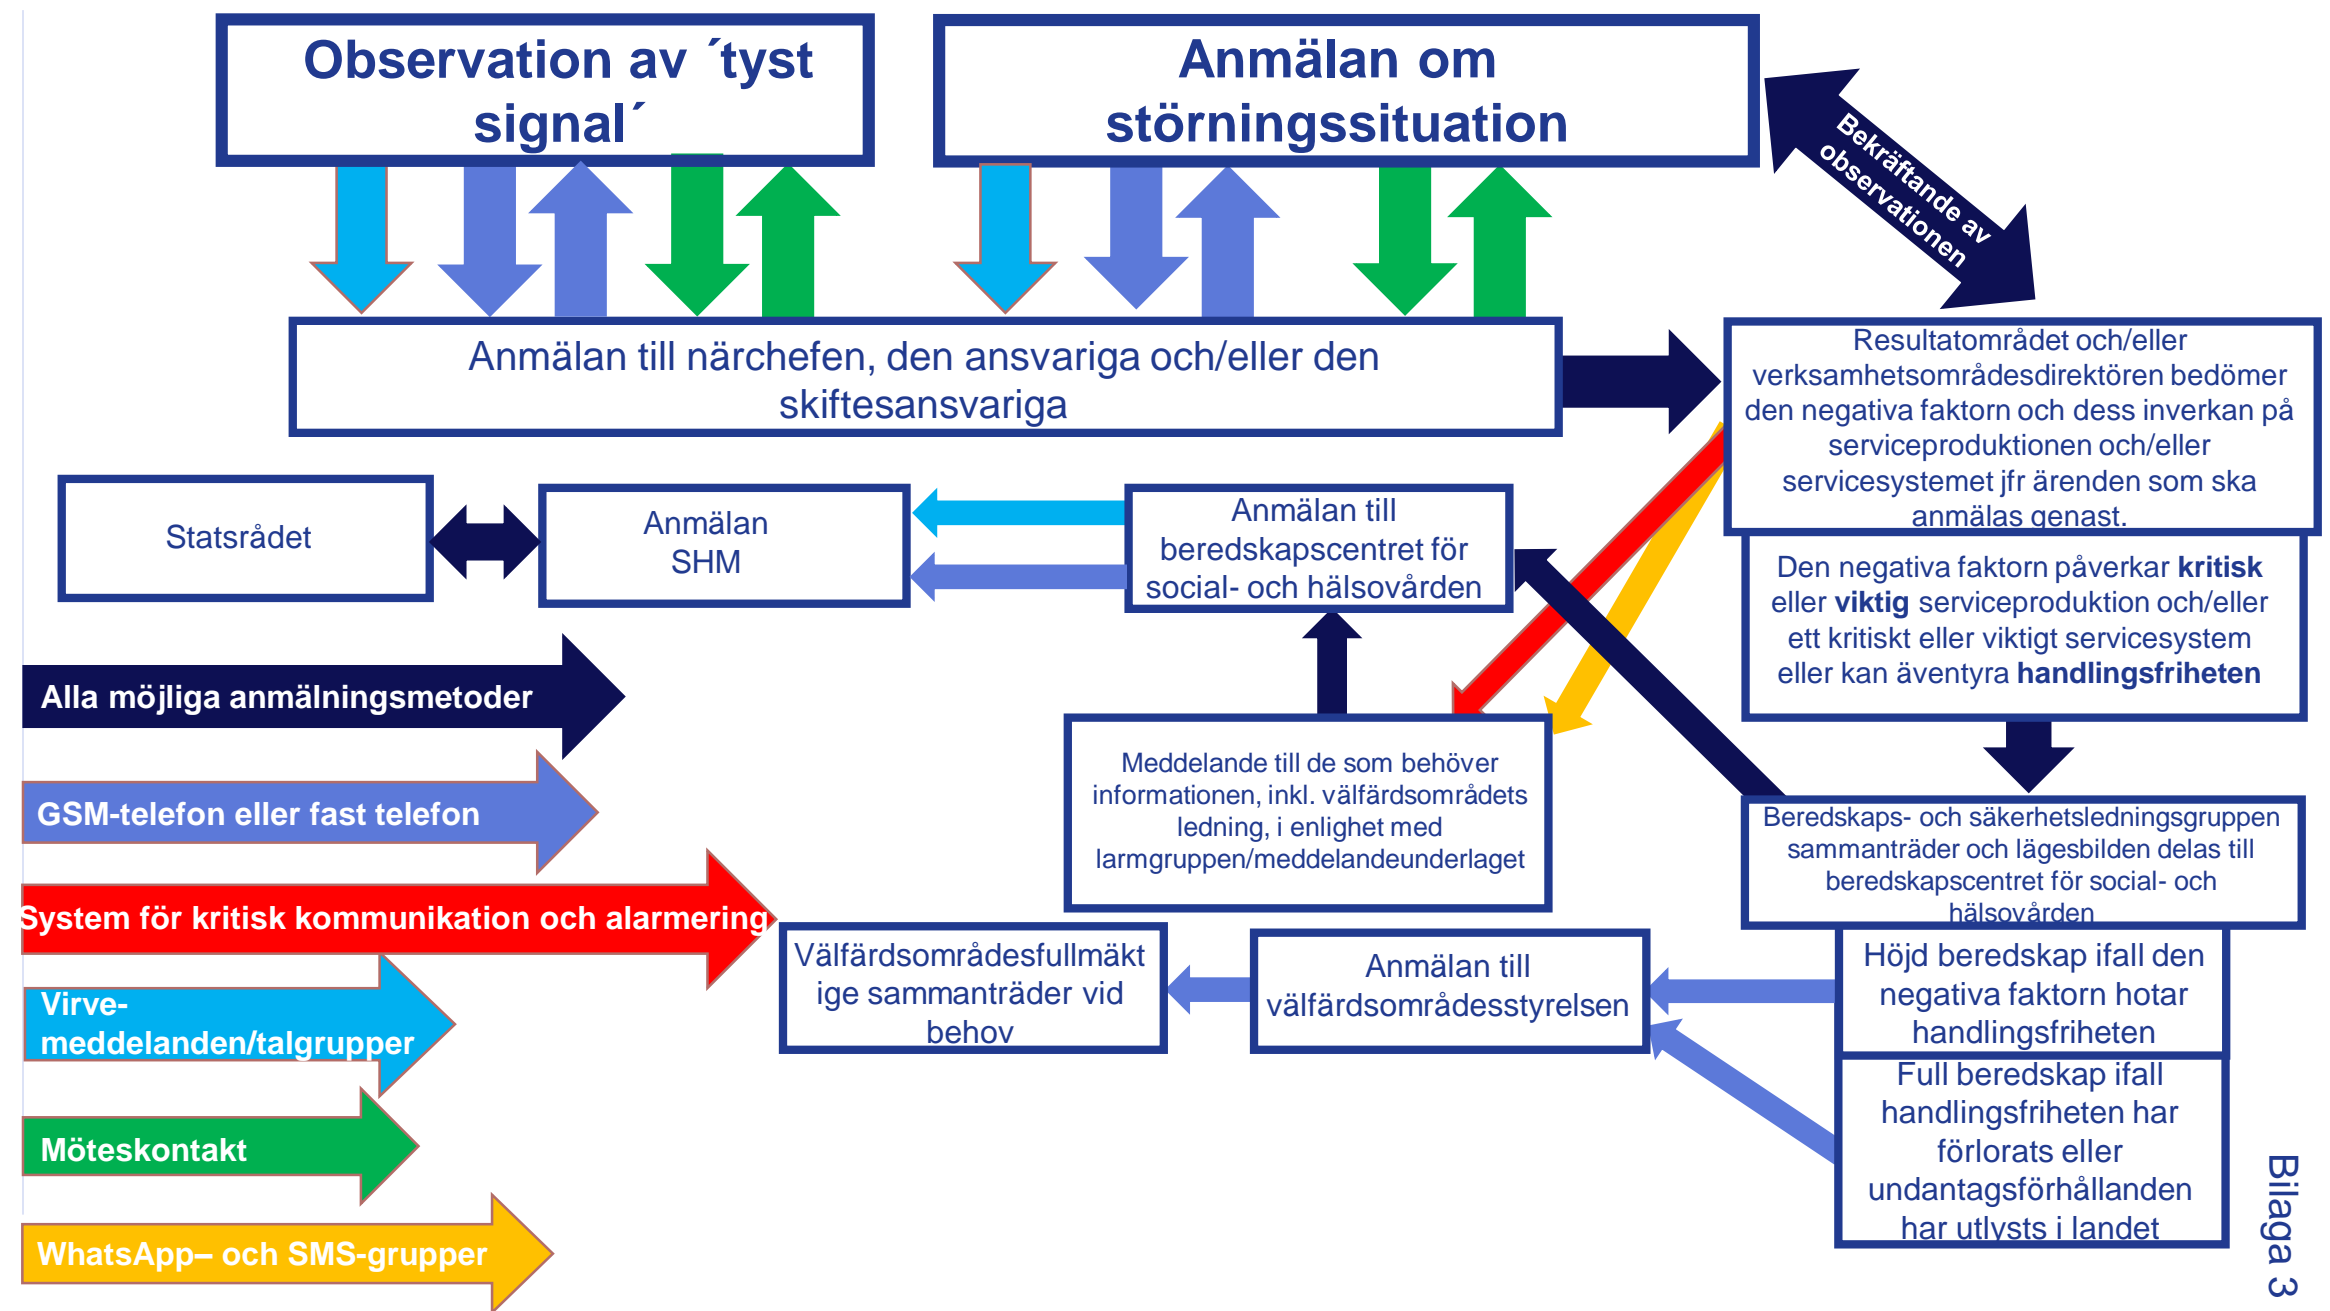 Observation av ´tyst
signal´
Anmälan om
störningssituation
Bekräftande av
observationen
Anmälan till närchefen, den ansvariga och/eller den
skiftesansvariga
Resultatområdet och/eller
verksamhetsområdesdirektören bedömer
den negativa faktorn och dess inverkan på
serviceproduktionen och/eller
servicesystemet jfr ärenden som ska
anmälas genast.
Statsrådet
Anmälan
SHM
Anmälan till
beredskapscentret för
social- och hälsovården
Den negativa faktorn påverkar kritisk
eller viktig serviceproduktion och/eller
ett kritiskt eller viktigt servicesystem
eller kan äventyra handlingsfriheten
Alla möjliga anmälningsmetoder
GSM-telefon eller fast telefon
System för kritisk kommunikation och alarmering
Virve-
meddelanden/talgrupper
Möteskontakt
WhatsApp– och SMS-grupper
Meddelande till de som behöver
informationen, inkl. välfärdsområdets
ledning, i enlighet med
larmgruppen/meddelandeunderlaget
Beredskaps- och säkerhetsledningsgruppen
sammanträder och lägesbilden delas till
beredskapscentret för social- och
hälsovården
Välfärdsområdesfullmäkt
ige sammanträder vid
behov
Anmälan till
välfärdsområdesstyrelsen
Höjd beredskap ifall den
negativa faktorn hotar
handlingsfriheten
Full beredskap ifall
handlingsfriheten har
förlorats eller
undantagsförhållanden
har utlysts i landet
Bilaga 3